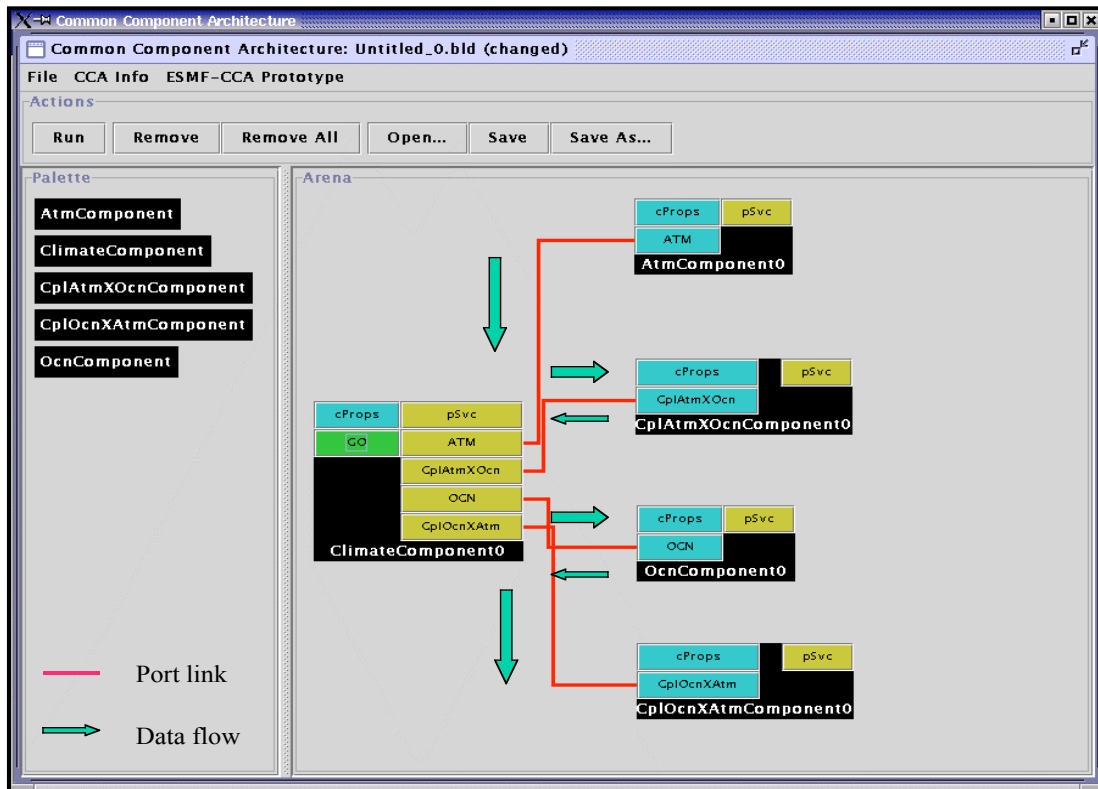 Common Component Architecture
Common Component Architecture: Untitled_0.bld (changed)
File CCA Info ESMF-CCA Prototype
Actions
Run Remove Remove All Open... Save Save As...
Palette
AtmComponent
ClimateComponent
CplAtmXOcnComponent
CplOcnXAtmComponent
OcnComponent
Port link
Data flow
Arena
cProps pSvc
ATM
AtmComponent0
cProps pSvc
CplAtmXOcn
CplAtmXOcnComponent0
cProps pSvc
GO ATM
CplAtmXOcn
OCN
CplOcnXAtm
ClimateComponent0
cProps pSvc
OCN
OcnComponent0
cProps pSvc
CplOcnXAtm
CplOcnXAtmComponent0